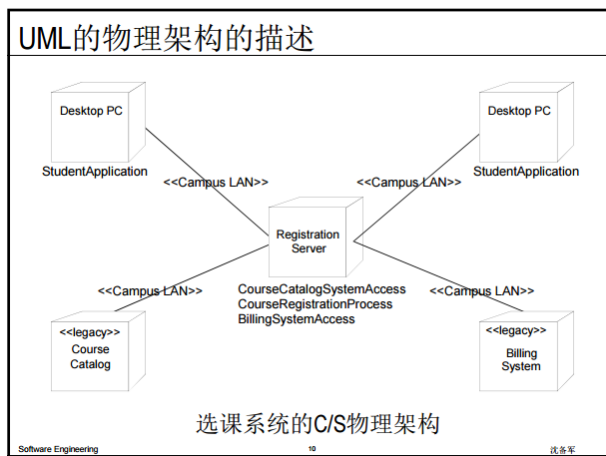 UML的物理架构的描述
Desktop PC
Desktop PC
StudentApplication
StudentApplication
<<Campus LAN>>
<<Campus LAN>>
Registration
Server
<<Campus LAN>>
CourseCatalogSystemAccess
<<Campus LAN>>
CourseRegistrationProcess
BillingSystemAccess
<<legacy>>
Course
Catalog
<<legacy>>
Billing
System
选课系统的C/S物理架构
Software Engineering
10
沈备军